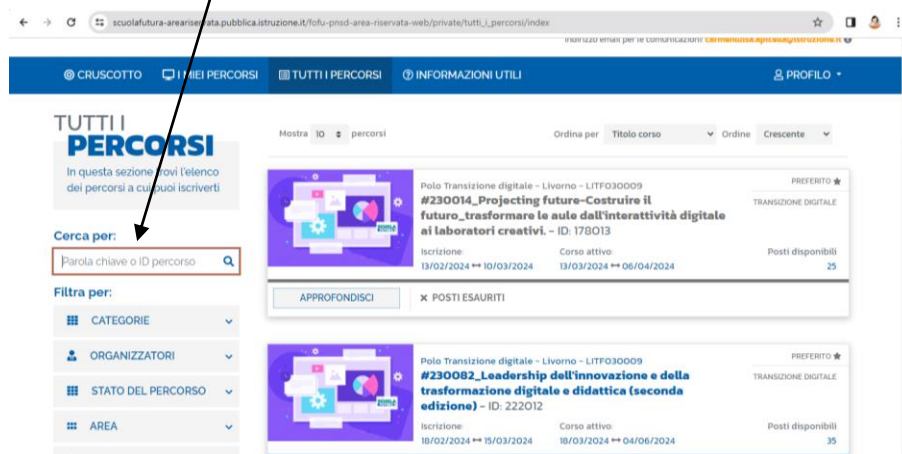 scuolafutura-areariservata.pubblica.istruzione.it/fofu-pnsd-area-riservata-web/private/tutti_i_percorsi/index
indirizzo email per le comunicazioni:
CRUSCOTTO I MIEI PERCORSI TUTTI I PERCORSI INFORMAZIONI UTILI PROFILO
TUTTI I
PERCORSI
In questa sezione trovi l'elenco
dei percorsi a cui puoi iscriverti
Cerca per:
Parola chiave o ID percorso
Filtra per:
CATEGORIE
ORGANIZZATORI
STATO DEL PERCORSO
AREA
Mostra 10 percorsi Ordina per Titolo corso Ordine Crescente
Polo Transizione digitale - Livorno - LITF030009
PREFERITO
#230014_Projecting future-Costruire il
futuro_trasformare le aule dall'interattività digitale
ai laboratori creativi. - ID: 178013
TRANSIZIONE DIGITALE
Iscrizione: Corso attivo: Posti disponibili
13/02/2024 ↔ 10/03/2024 13/03/2024 ↔ 06/04/2024 25
APPROFONDISCI × POSTI ESAURITI
Polo Transizione digitale - Livorno - LITF030009
PREFERITO
#230082_Leadership dell'innovazione e della
trasformazione digitale e didattica (seconda
edizione) - ID: 222012
TRANSIZIONE DIGITALE
Iscrizione: Corso attivo: Posti disponibili
18/02/2024 ↔ 15/03/2024 18/03/2024 ↔ 04/06/2024 35